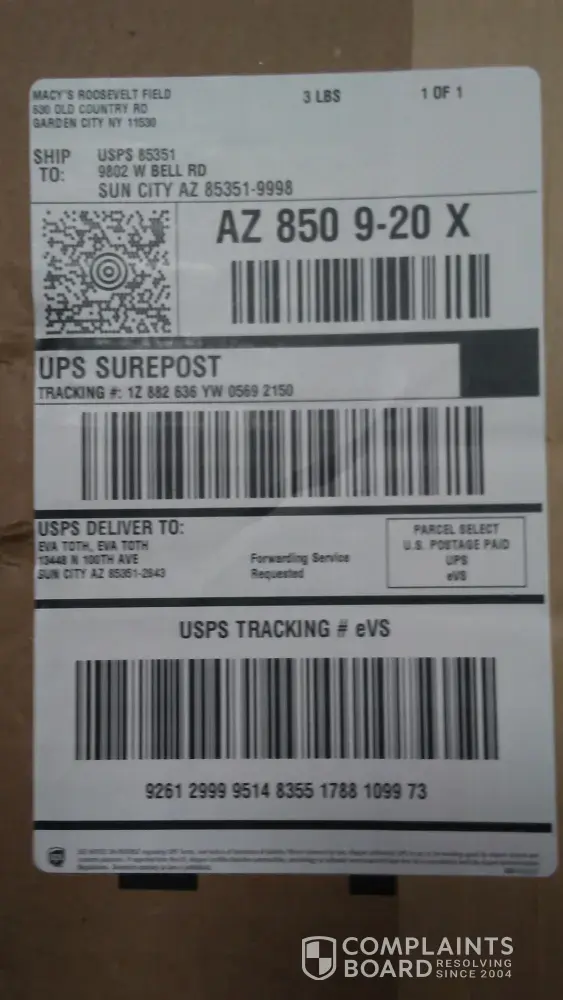 MACY'S ROOSEVELT FIELD
630 OLD COUNTRY RD
GARDEN CITY NY 11530
3 LBS
1 OF 1
SHIP TO:
USPS 85351
9802 W BELL RD
SUN CITY AZ 85351-9998
AZ 850 9-20 X
UPS SUREPOST
TRACKING #: 1Z 882 636 YW 0569 2150
USPS DELIVER TO:
EVA TOTH, EVA TOTH
13448 N 100TH AVE
SUN CITY AZ 85351-2643
Forwarding Service
Requested
PARCEL SELECT
U.S. POSTAGE PAID
UPS
eVS
USPS TRACKING # eVS
9261 2999 9514 8355 1788 1099 73
COMPLAINTS
BOARD RESOLVING
SINCE 2004